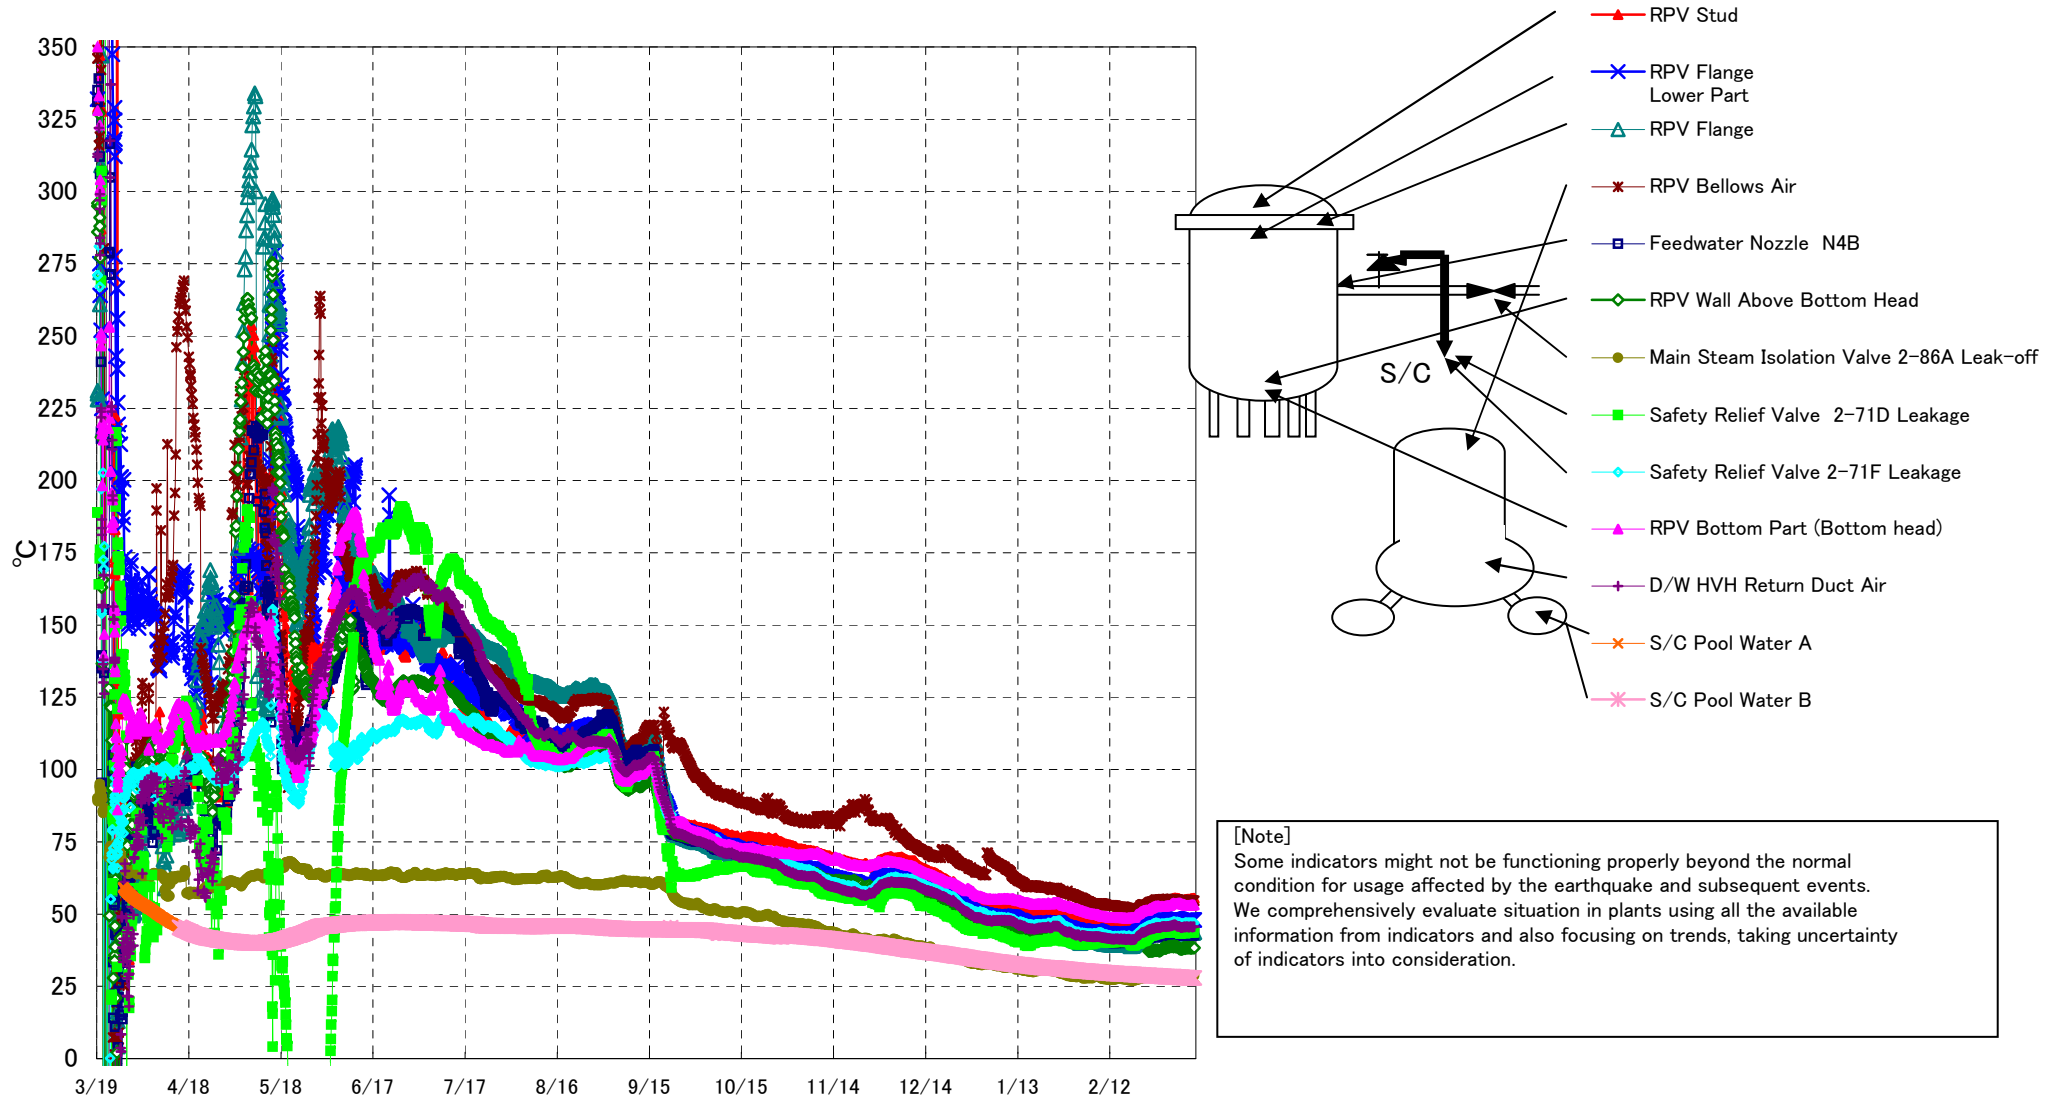 °C
350
325
300
275
250
225
200
175
150
125
100
75
50
25
0
3/19 4/18 5/18 6/17 7/17 8/16 9/15 10/15 11/14 12/14 1/13 2/12
S/C
RPV Stud
RPV Flange
Lower Part
RPV Flange
RPV Bellows Air
Feedwater Nozzle N4B
RPV Wall Above Bottom Head
Main Steam Isolation Valve 2-86A Leak-off
Safety Relief Valve 2-71D Leakage
Safety Relief Valve 2-71F Leakage
RPV Bottom Part (Bottom head)
D/W HVH Return Duct Air
S/C Pool Water A
S/C Pool Water B
[Note]
Some indicators might not be functioning properly beyond the normal
condition for usage affected by the earthquake and subsequent events.
We comprehensively evaluate situation in plants using all the available
information from indicators and also focusing on trends, taking uncertainty
of indicators into consideration.